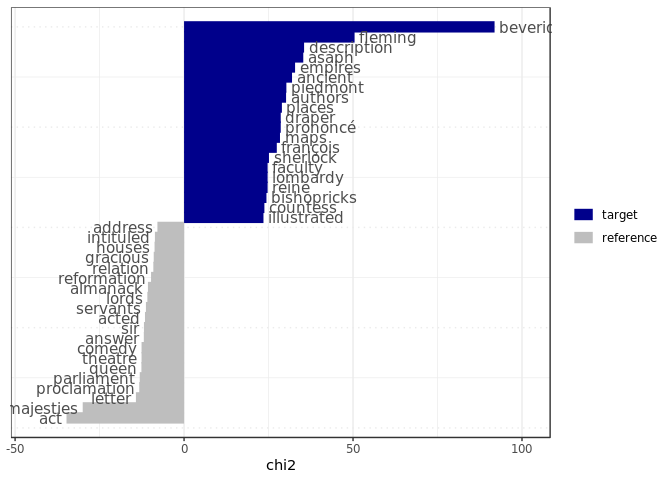 beveric
fleming
description
asaph
empires
ancient
piedmont
authors
places
draper
prononcé
maps
françois
sherlock
faculty
lombardy
reine
bishopricks
countess
illustrated
address
intituled
houses
gracious
relation
reformation
almanack
lords
servants
acted
sir
answer
comedy
theatre
queen
parliament
proclamation
letter
majesties
act
-50
0
50
100
chi2
target
reference